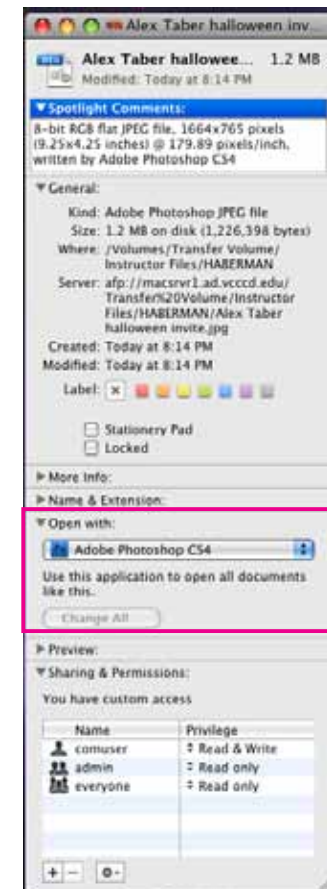 Alex Taber halloween inv...
Alex Taber hallowee... 1.2 MB
Modified: Today at 8:14 PM
Spotlight Comments:
8-bit RGB flat JPEG file, 1664x765 pixels
(9.25x4.25 inches) @ 179.89 pixels/inch,
written by Adobe Photoshop CS4
General:
Kind: Adobe Photoshop JPEG file
Size: 1.2 MB on disk (1,226,398 bytes)
Where: /Volumes/Transfer Volume/
Instructor Files/HABERMAN
Server: afp://macsrvr1.ad.vcccd.edu/
Transfer%20Volume/Instructor
Files/HABERMAN/Alex Taber
halloween invite.jpg
Created: Today at 8:14 PM
Modified: Today at 8:14 PM
Label: ×
Stationery Pad
Locked
More Info:
Name & Extension:
Open with:
Adobe Photoshop CS4
Use this application to open all documents
like this.
Change All
Preview:
Sharing & Permissions:
You have custom access
Name Privilege
comuser Read & Write
admin Read only
everyone Read only